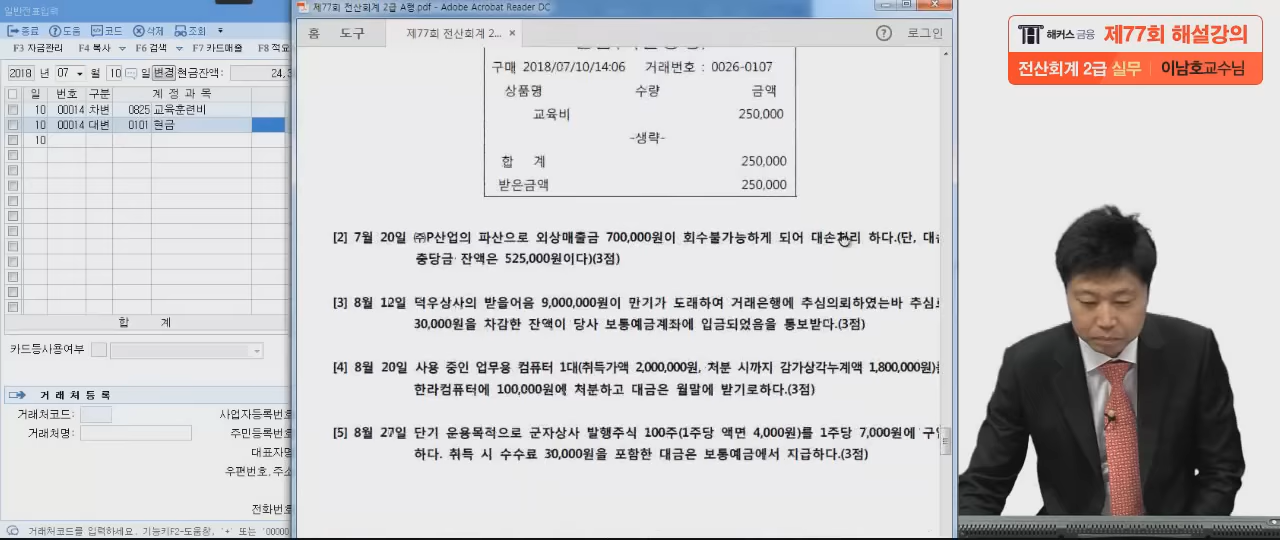 일반전표입력
제77회 전산회계 2급 A형.pdf - Adobe Acrobat Reader DC
종료 도움 코드 삭제 조회
홈 도구 제77회 전산회계 2... × 로그인
F3 자금관리 F4 복사 F6 검색 F7 카드매출 F8 적요
2018 년 07 월 10 일 변경 현금잔액:
일 번호 구분 계 정 과 목
10 00014 차변 0825 교육훈련비
10 00014 대변 0101 현금
10
합 계
카드등사용여부
거 래 처 등 록
거래처코드: 사업자등록번호
거래처명: 주민등록번호
대표자명
우편번호, 주소
전화번호
거래처코드를 입력하세요. 기능키F2-도움창, '+' 또는 '00000
구매 2018/07/10/14:06 거래번호 : 0026-0107
상품명 수량 금액
교육비 250,000
-생략-
합 계 250,000
받은금액 250,000
[2] 7월 20일 ㈜P산업의 파산으로 외상매출금 700,000원이 회수불가능하게 되어 대손처리 하다.(단, 대손
충당금 잔액은 525,000원이다)(3점)
[3] 8월 12일 덕우상사의 받을어음 9,000,000원이 만기가 도래하여 거래은행에 추심의뢰하였는바 추심료
30,000원을 차감한 잔액이 당사 보통예금계좌에 입금되었음을 통보받다.(3점)
[4] 8월 20일 사용 중인 업무용 컴퓨터 1대(취득가액 2,000,000원, 처분 시까지 감가상각누계액 1,800,000원)를
한라컴퓨터에 100,000원에 처분하고 대금은 월말에 받기로하다.(3점)
[5] 8월 27일 단기 운용목적으로 군자상사 발행주식 100주(1주당 액면 4,000원)를 1주당 7,000원에 구입
하다. 취득 시 수수료 30,000원을 포함한 대금은 보통예금에서 지급하다.(3점)
해커스 금융 제77회 해설강의
전산회계 2급 실무 이남호교수님